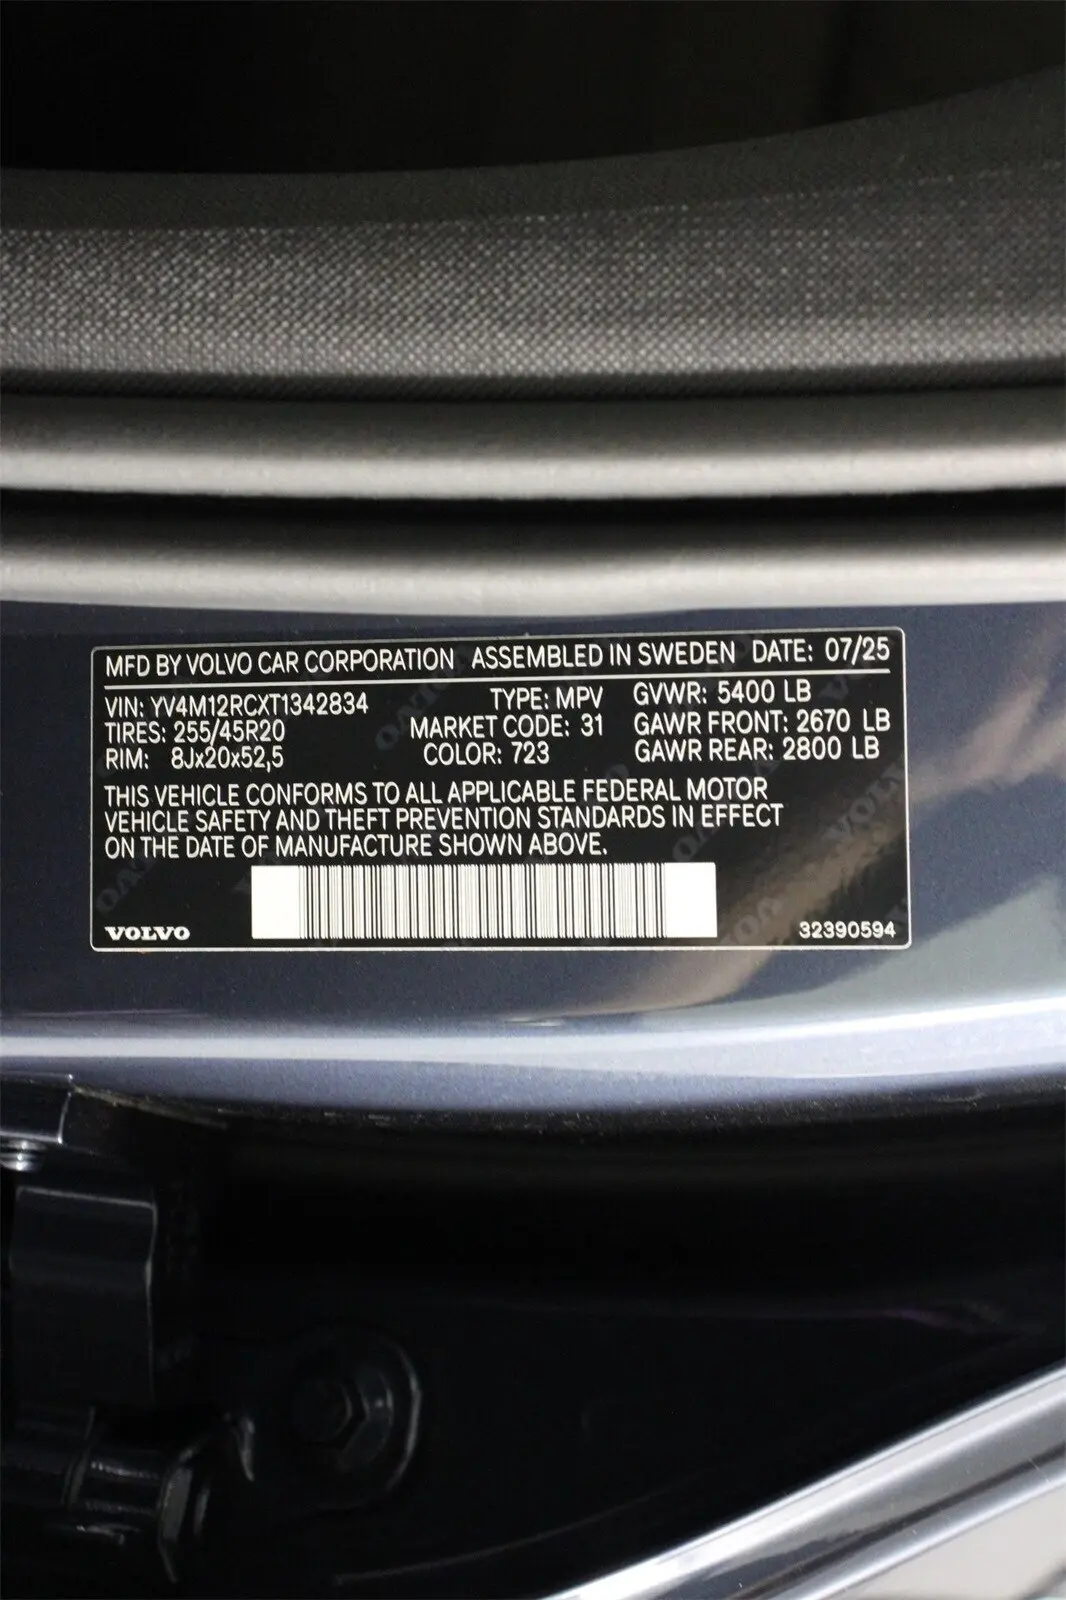 MFD BY VOLVO CAR CORPORATION ASSEMBLED IN SWEDEN DATE: 07/25
VIN: YV4M12RCXT1342834 TYPE: MPV GVWR: 5400 LB
TIRES: 255/45R20 MARKET CODE: 31 GAWR FRONT: 2670 LB
RIM: 8Jx20x52,5 COLOR: 723 GAWR REAR: 2800 LB
THIS VEHICLE CONFORMS TO ALL APPLICABLE FEDERAL MOTOR
VEHICLE SAFETY AND THEFT PREVENTION STANDARDS IN EFFECT
ON THE DATE OF MANUFACTURE SHOWN ABOVE.
VOLVO 32390594